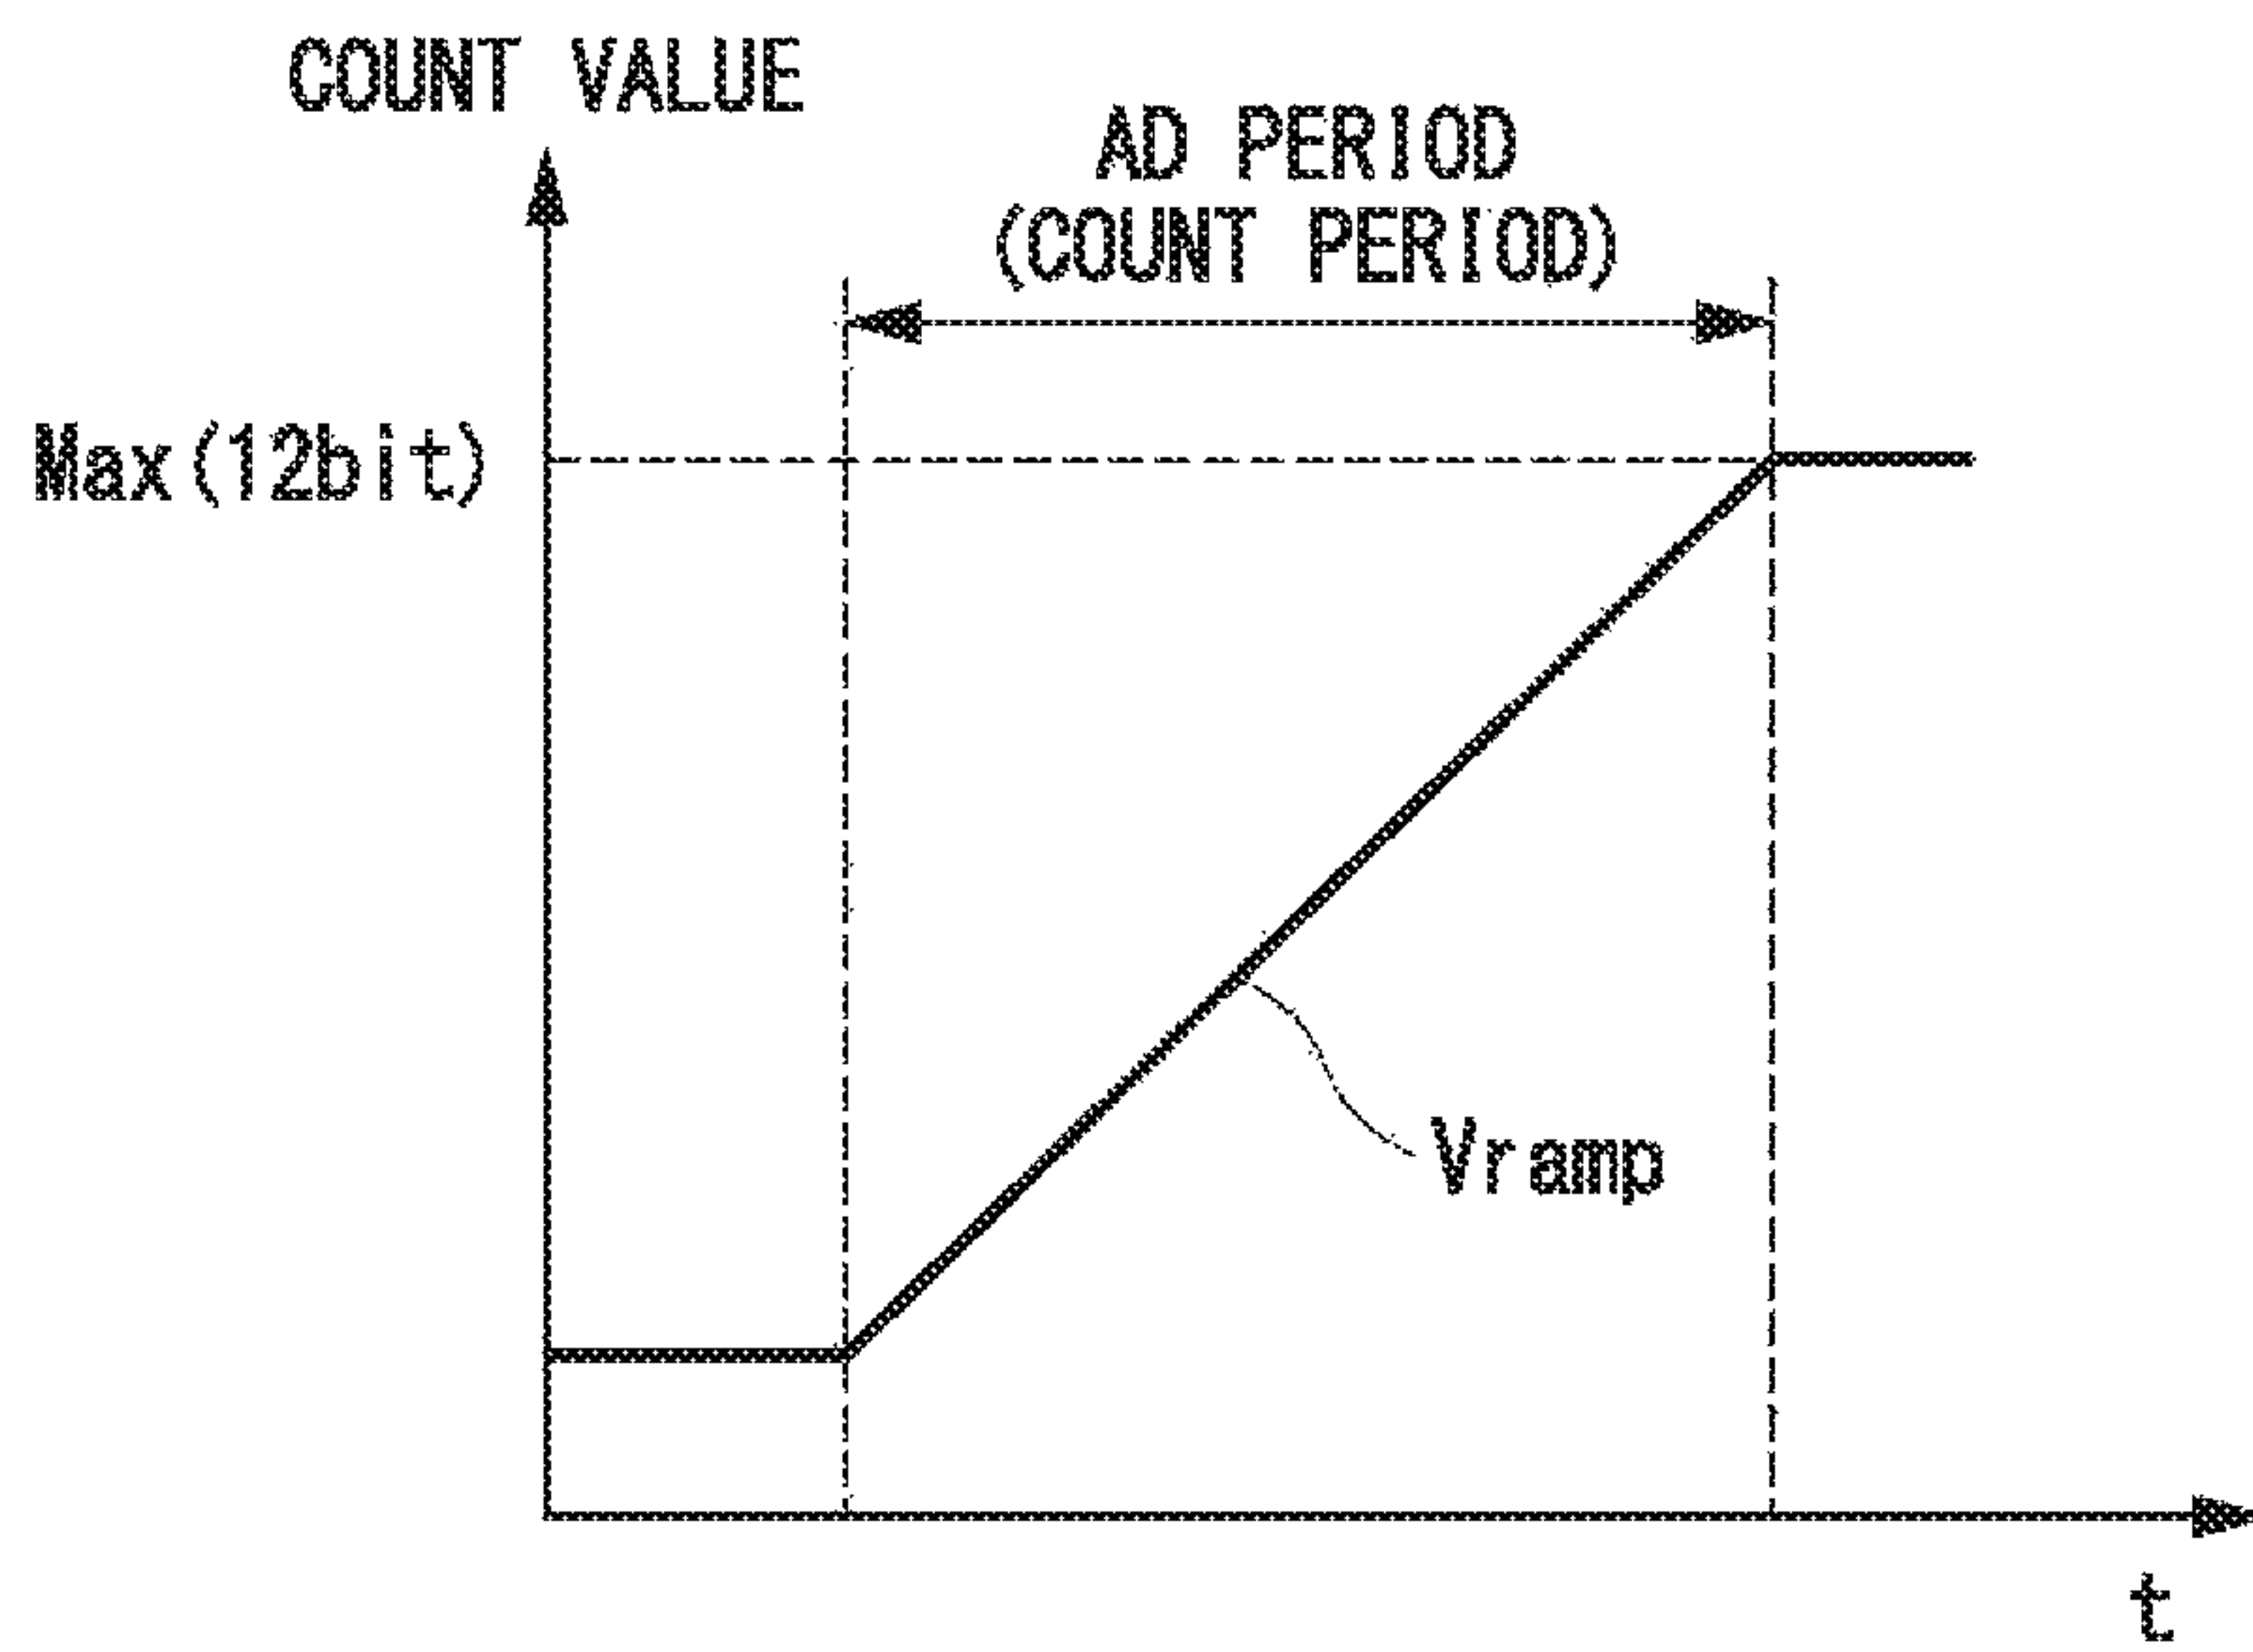 COUNT VALUE
AD PERIOD
(COUNT PERIOD)
Max(12bit)
Vramp
t